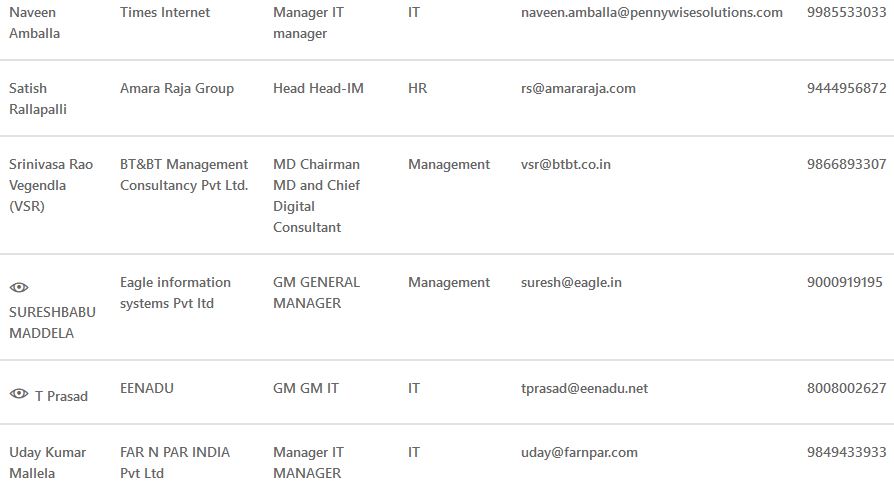 Naveen Times Internet Manager IT IT naveen.amballa@pennywisesolutions.com 9985533033
Amballa manager
Satish Amara Raja Group Head Head-IM HR rs@amararaja.com 9444956872
Rallapalli
Srinivasa Rao BT&BT Management MD Chairman Management vsr@btbt.co.in 9866893307
Vegendla Consultancy Pvt Ltd. MD and Chief
(VSR) Digital
Consultant
Eagle information GM GENERAL Management suresh@eagle.in 9000919195
SURESHBABU systems Pvt ltd MANAGER
MADDELA
T Prasad EENADU GM GM IT IT tprasad@eenadu.net 8008002627
Uday Kumar FAR N PAR INDIA Manager IT IT uday@farnpar.com 9849433933
Mallela Pvt Ltd MANAGER